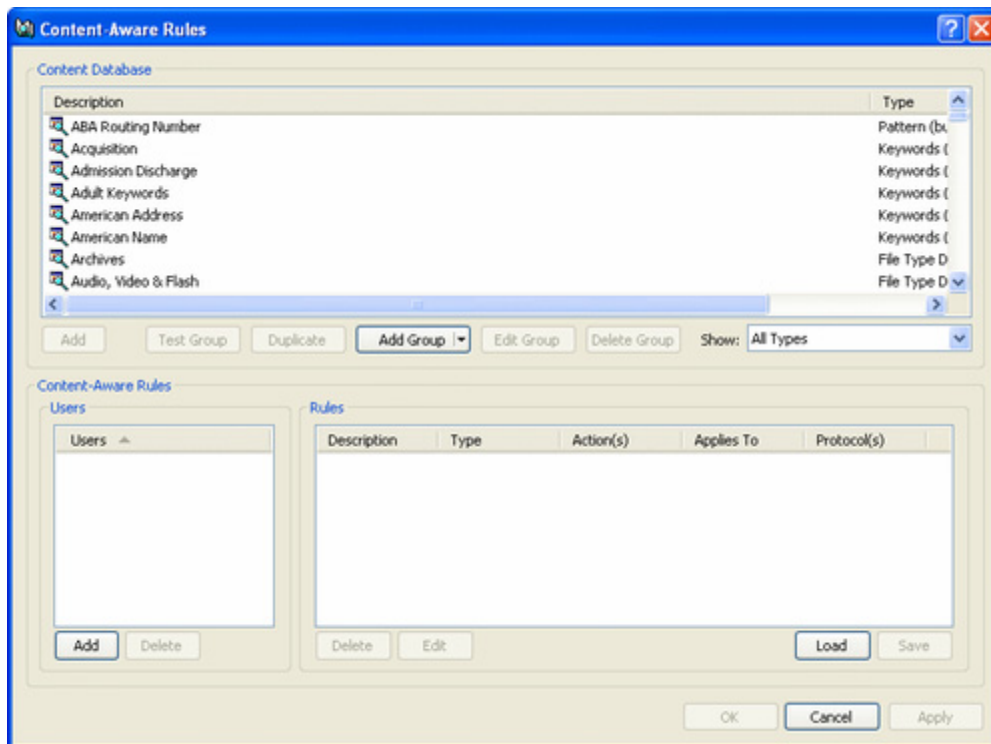 Content-Aware Rules
Content Database
Description Type
ABA Routing Number Pattern (bu
Acquisition Keywords (
Admission Discharge Keywords (
Adult Keywords Keywords (
American Address Keywords (
American Name Keywords (
Archives File Type D
Audio, Video & Flash File Type D
Add Test Group Duplicate Add Group Edit Group Delete Group Show: All Types
Content-Aware Rules
Users Rules
Users Description Type Action(s) Applies To Protocol(s)
Add Delete Delete Edit Load Save
OK Cancel Apply